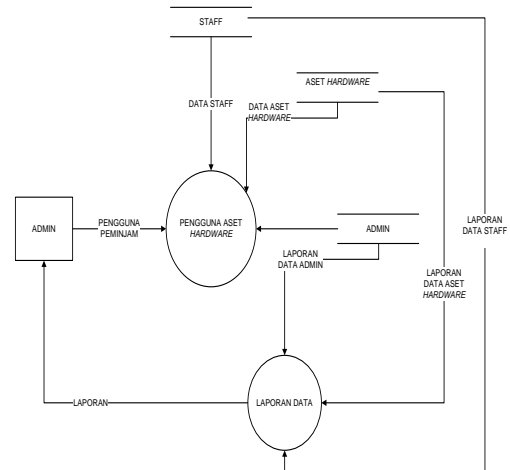 STAFF
ASET HARDWARE
DATA STAFF
DATA ASET
HARDWARE
ADMIN
PENGGUNA
PEMINJAM
PENGGUNA ASET
HARDWARE
ADMIN
LAPORAN
DATA STAFF
LAPORAN
DATA ADMIN
LAPORAN
DATA ASET
HARDWARE
LAPORAN
LAPORAN DATA